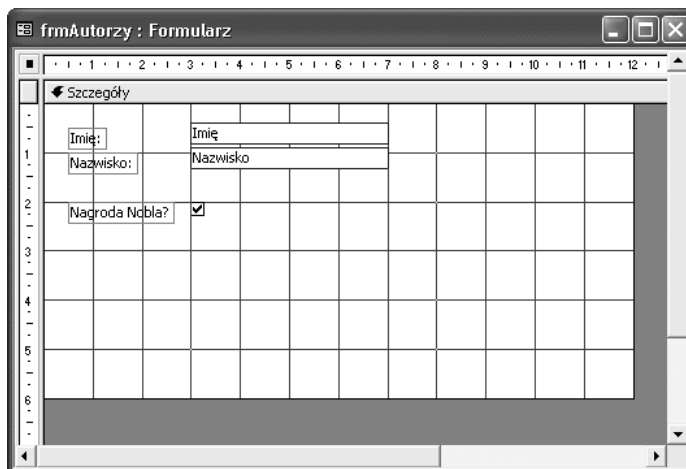 frmAutorzy : Formularz
1 2 3 4 5 6 7 8 9 10 11 12
Szczegóły
Imię: Imię
Nazwisko: Nazwisko
Nagroda Nobla?
1
2
3
4
5
6